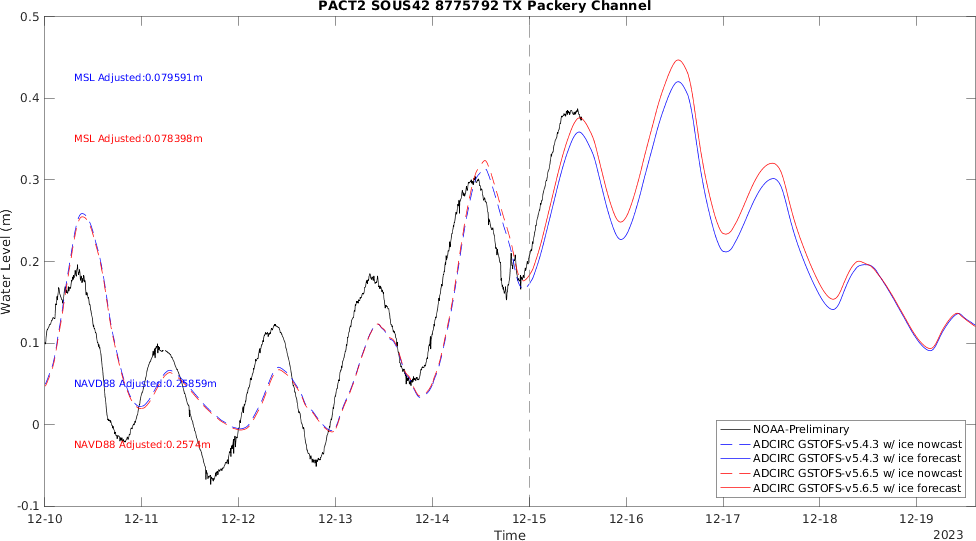 PACT2 SOUS42 8775792 TX Packery Channel
0.5
MSL Adjusted:0.079591m
0.4
MSL Adjusted:0.078398m
0.3
Water Level (m)
0.2
0.1
NAVD88 Adjusted:0.25859m
0
NAVD88 Adjusted:0.2574m
NOAA-Preliminary
ADCIRC GSTOFS-v5.4.3 w/ ice nowcast
ADCIRC GSTOFS-v5.4.3 w/ ice forecast
ADCIRC GSTOFS-v5.6.5 w/ ice nowcast
ADCIRC GSTOFS-v5.6.5 w/ ice forecast
-0.1
12-10 12-11 12-12 12-13 12-14 12-15 12-16 12-17 12-18 12-19
Time
2023